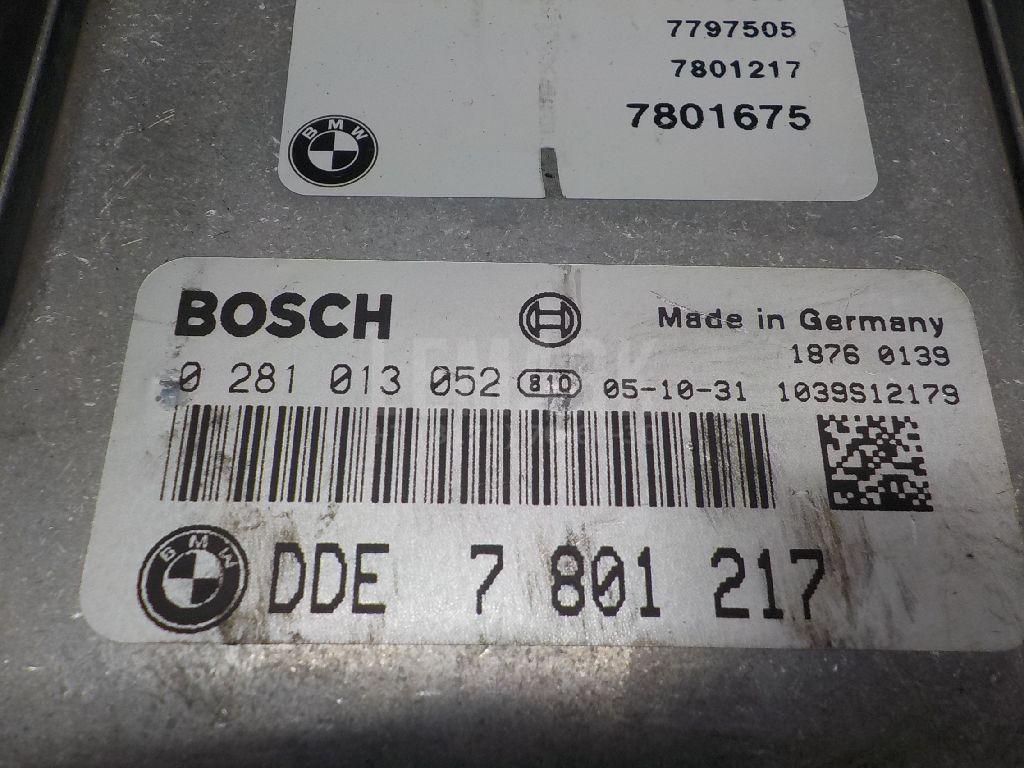 7797505
7801217
7801675
BMW
BOSCH
Made in Germany
1876 0139
0 281 013 052 810 05-10-31 1039S12179
BMW DDE 7 801 217